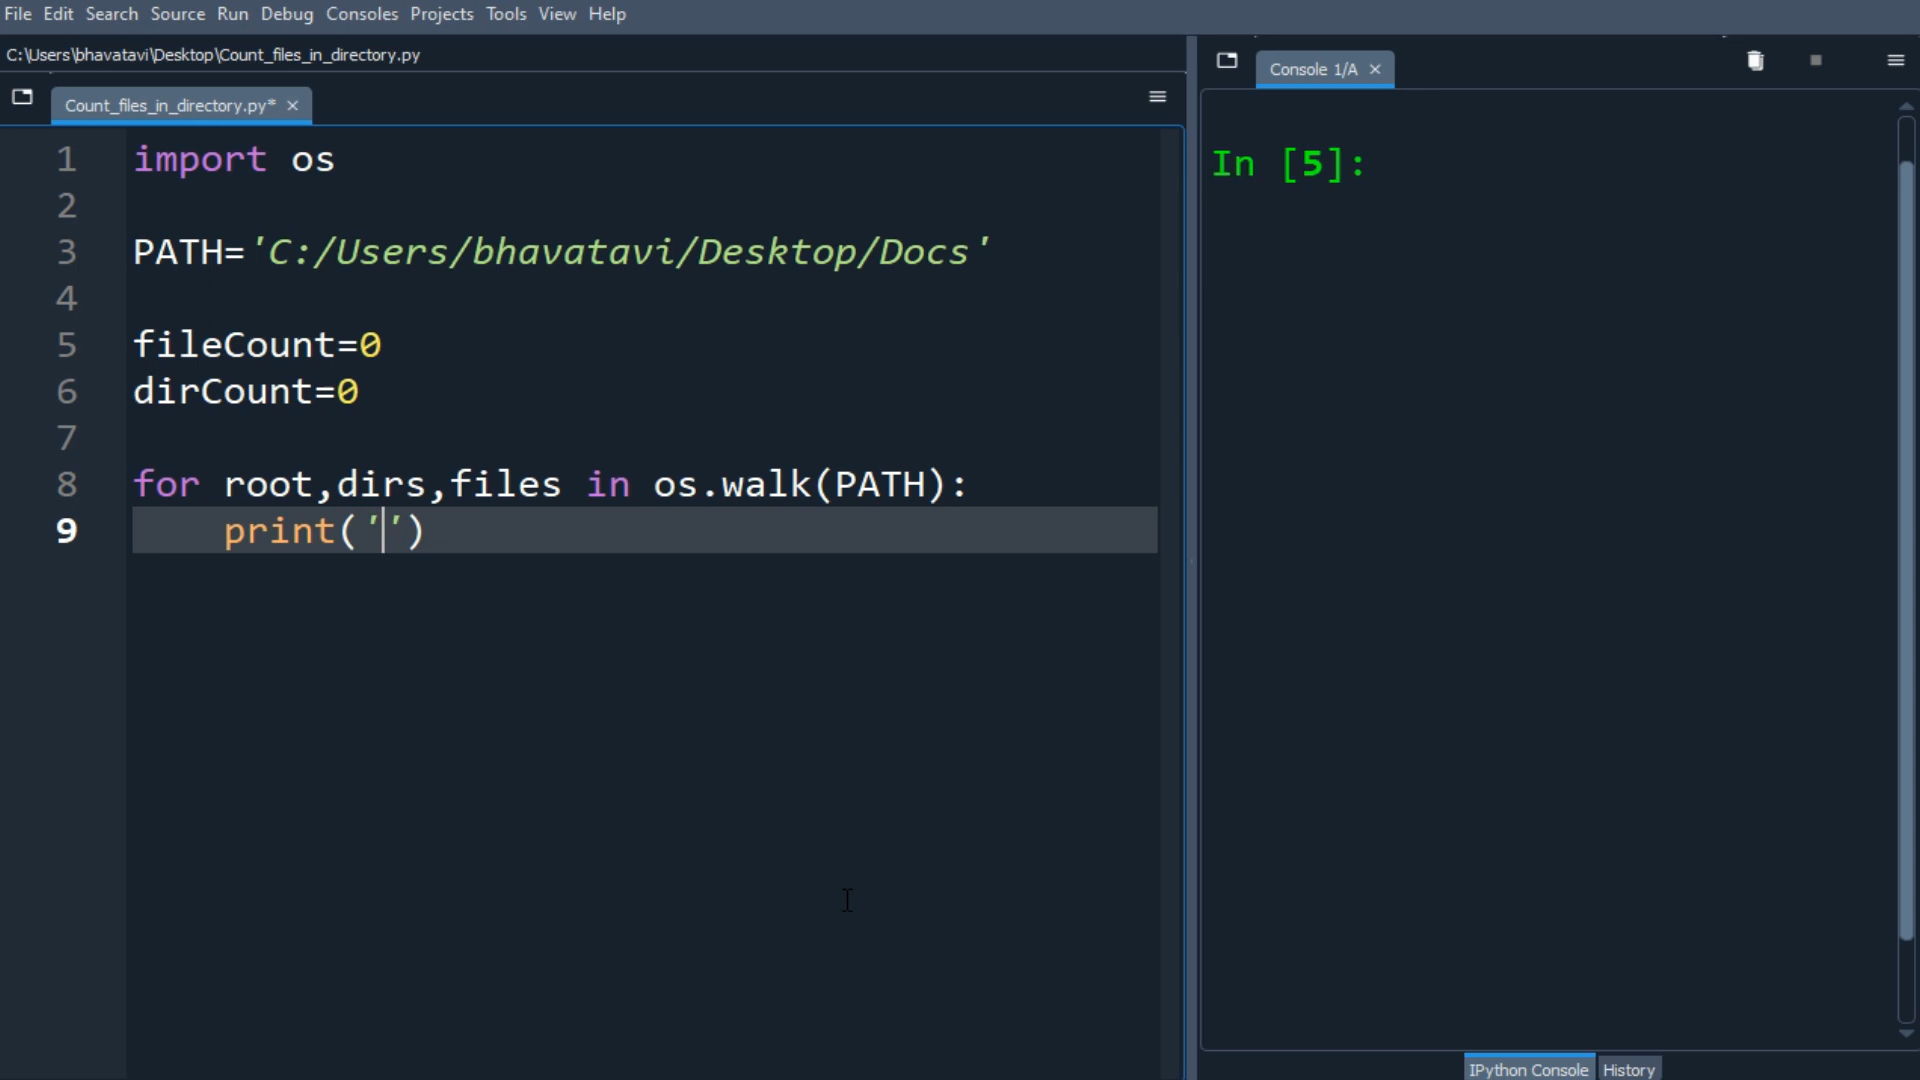 File Edit Search Source Run Debug Consoles Projects Tools View Help
C:\Users\bhavatavi\Desktop\Count_files_in_directory.py
Count_files_in_directory.py*
1 import os
2
3 PATH='C:/Users/bhavatavi/Desktop/Docs'
4
5 fileCount=0
6 dirCount=0
7
8 for root,dirs,files in os.walk(PATH):
9     print('')
Console 1/A
In [5]:
IPython Console History